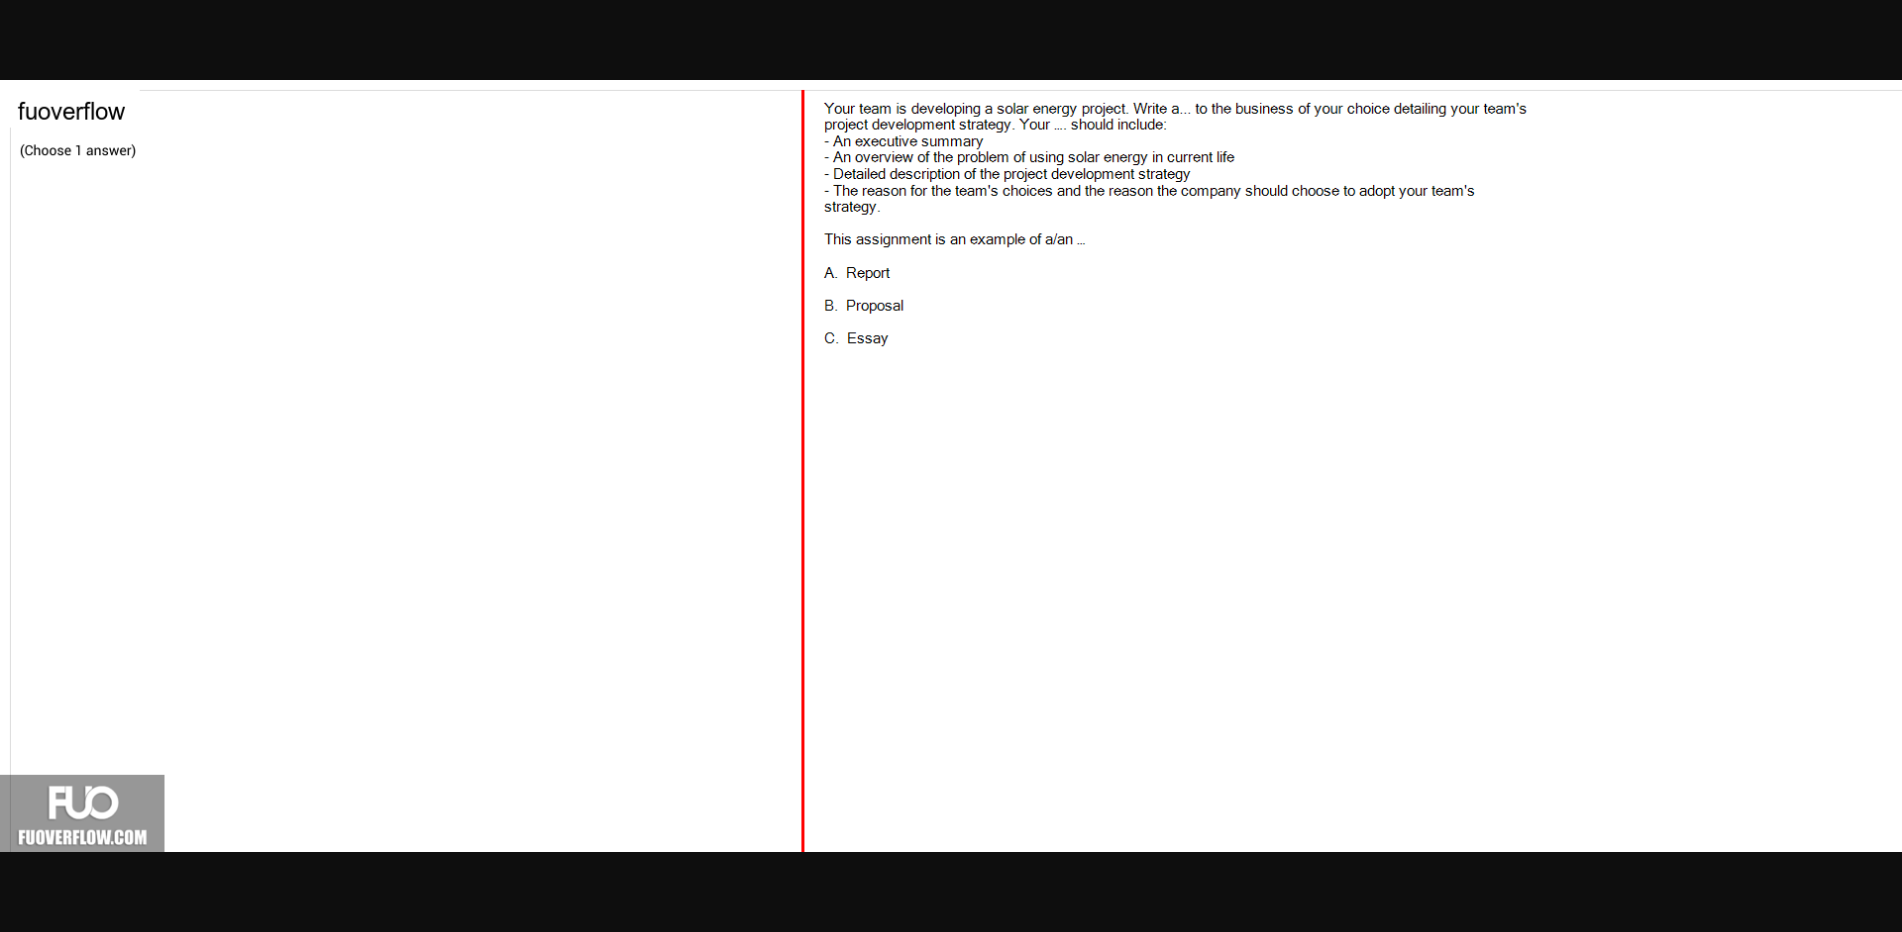 fuoverflow
(Choose 1 answer)
Your team is developing a solar energy project. Write a... to the business of your choice detailing your team's
project development strategy. Your .... should include:
- An executive summary
- An overview of the problem of using solar energy in current life
- Detailed description of the project development strategy
- The reason for the team's choices and the reason the company should choose to adopt your team's
strategy.
This assignment is an example of a/an ...
A. Report
B. Proposal
C. Essay
FUO
FUOVERFLOW.COM